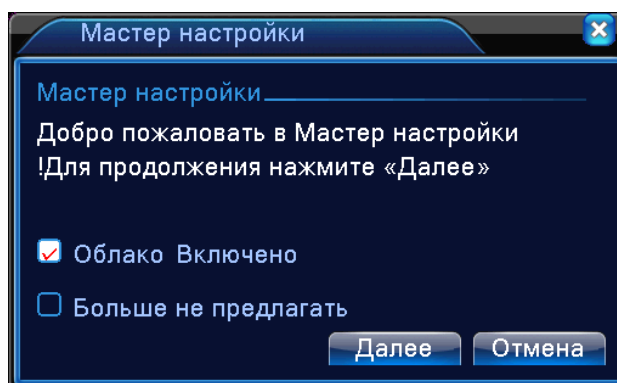 Мастер настройки
Мастер настройки
Добро пожаловать в Мастер настройки
!Для продолжения нажмите «Далее»
Облако Включено
Больше не предлагать
Далее Отмена